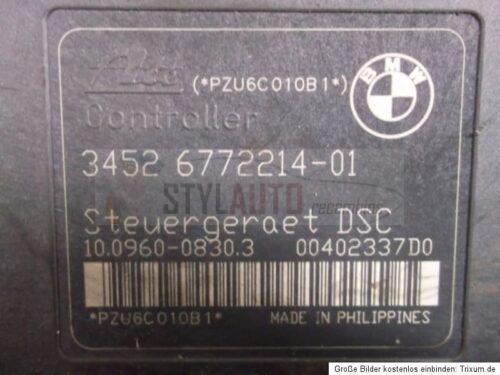 Ate (*PZU6C010B1*)
BMW
Controller
3452 6772214-01
STYLAUTO
recambios
Steuergeraet DSC
10.0960-0830.3 00402337D0
*PZU6C010B1* MADE IN PHILIPPINES
Große Bilder kostenlos einbinden: Trixum.de